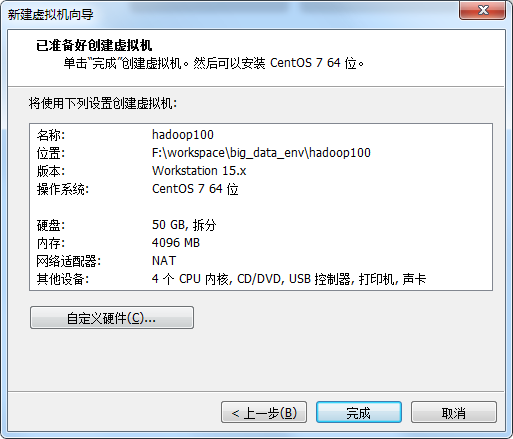 新建虚拟机向导
已准备好创建虚拟机
单击“完成”创建虚拟机。然后可以安装 CentOS 7 64 位。
将使用下列设置创建虚拟机:
名称: hadoop100
位置: F:\workspace\big_data_env\hadoop100
版本: Workstation 15.x
操作系统: CentOS 7 64 位
硬盘: 50 GB, 拆分
内存: 4096 MB
网络适配器: NAT
其他设备: 4 个 CPU 内核, CD/DVD, USB 控制器, 打印机, 声卡
自定义硬件(C)...
< 上一步(B) 完成 取消